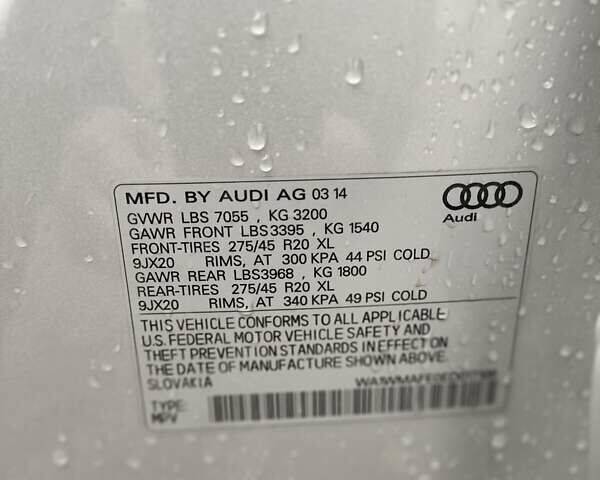 MFD. BY AUDI AG 03 14
GVWR LBS 7055 , KG 3200
GAWR FRONT LBS3395 , KG 1540
FRONT-TIRES 275/45 R20 XL
9JX20 RIMS, AT 300 KPA 44 PSI COLD
GAWR REAR LBS3968 , KG 1800
REAR-TIRES 275/45 R20 XL
9JX20 RIMS, AT 340 KPA 49 PSI COLD
Audi
THIS VEHICLE CONFORMS TO ALL APPLICABLE
U.S. FEDERAL MOTOR VEHICLE SAFETY AND
THEFT PREVENTION STANDARDS IN EFFECT ON
THE DATE OF MANUFACTURE SHOWN ABOVE.
SLOVAKIA
TYPE:
MPV